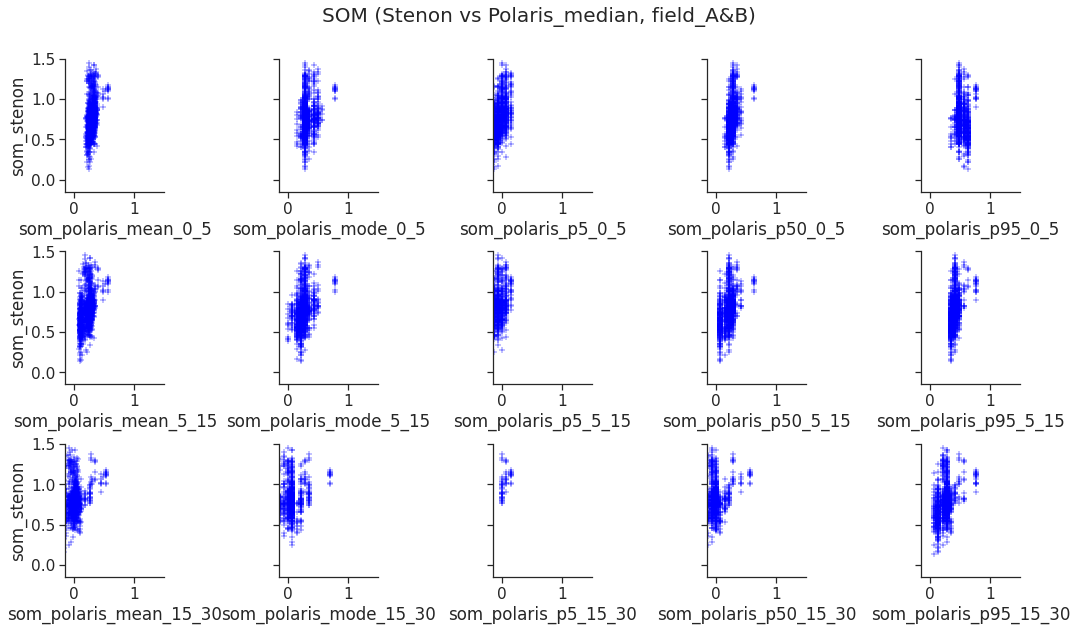 SOM (Stenon vs Polaris_median, field_A&B)
1.5
1.0
0.5
0.0
som_stenon
0 1 0 1 0 1 0 1 0 1
som_polaris_mean_0_5 som_polaris_mode_0_5 som_polaris_p5_0_5 som_polaris_p50_0_5 som_polaris_p95_0_5
1.5
1.0
0.5
0.0
som_stenon
0 1 0 1 0 1 0 1 0 1
som_polaris_mean_5_15 som_polaris_mode_5_15 som_polaris_p5_5_15 som_polaris_p50_5_15 som_polaris_p95_5_15
1.5
1.0
0.5
0.0
som_stenon
0 1 0 1 0 1 0 1 0 1
som_polaris_mean_15_30 som_polaris_mode_15_30 som_polaris_p5_15_30 som_polaris_p50_15_30 som_polaris_p95_15_30